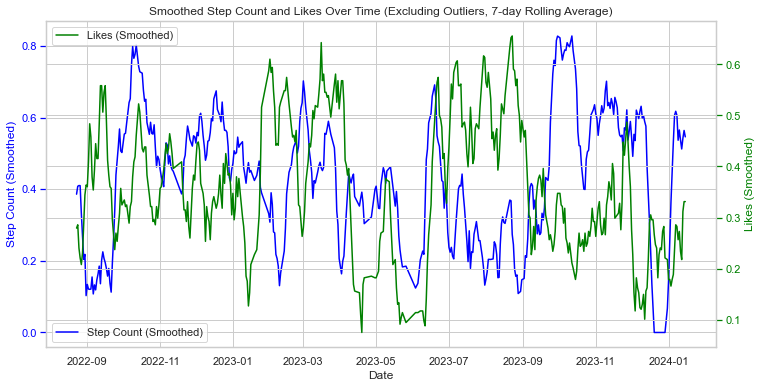 Smoothed Step Count and Likes Over Time (Excluding Outliers, 7-day Rolling Average)
Likes (Smoothed)
0.8
0.6
0.4
0.2
0.0
Step Count (Smoothed)
0.6
0.5
0.4
0.3
0.2
0.1
Likes (Smoothed)
Step Count (Smoothed)
2022-09 2022-11 2023-01 2023-03 2023-05 2023-07 2023-09 2023-11 2024-01
Date